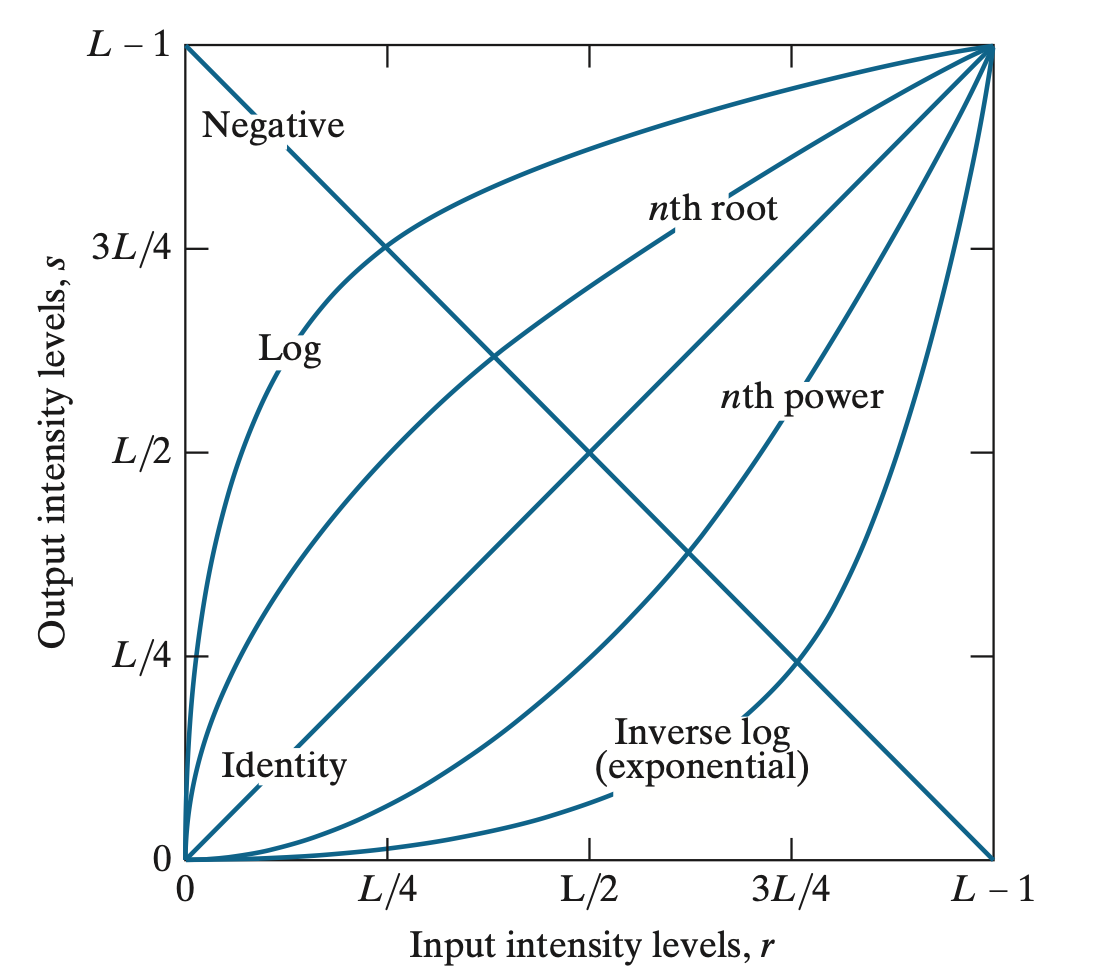 L – 1
Negative
nth root
3L/4
Log
nth power
L/2
Output intensity levels, s
L/4
Inverse log
(exponential)
Identity
0
0
L/4
L/2
3L/4
L – 1
Input intensity levels, r